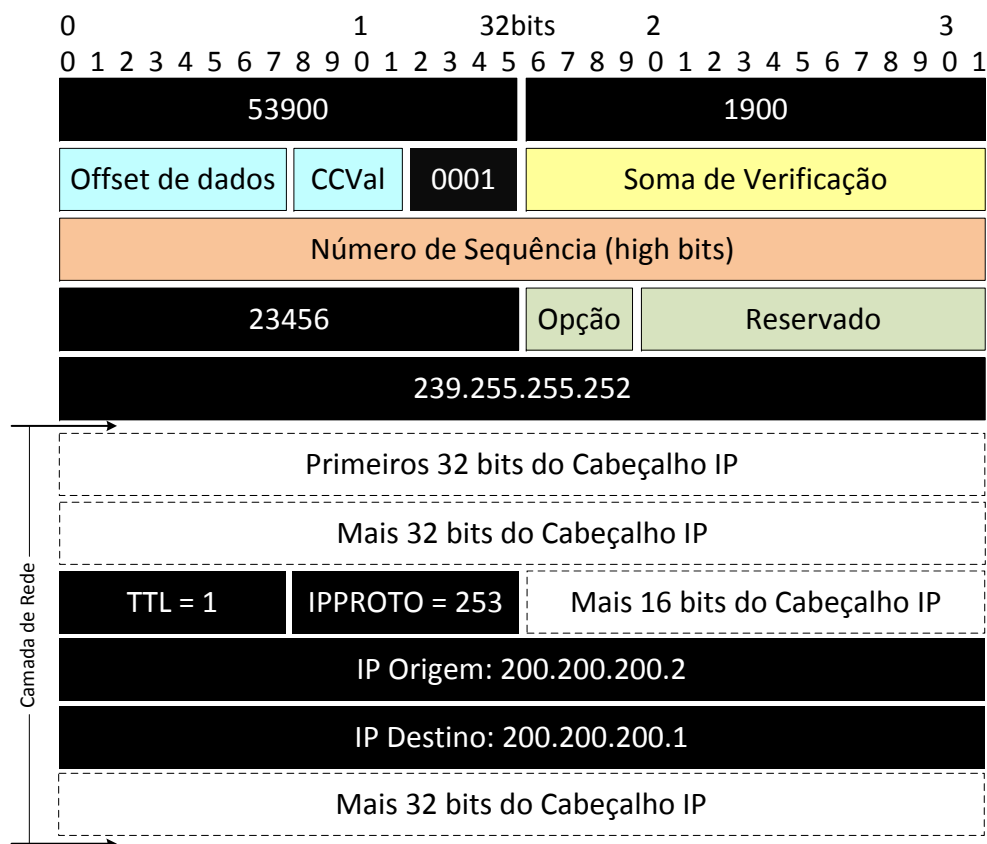 0 1 32bits 2 3
0 1 2 3 4 5 6 7 8 9 0 1 2 3 4 5 6 7 8 9 0 1 2 3 4 5 6 7 8 9 0 1
53900 1900
Offset de dados CCVal 0001 Soma de Verificação
Número de Sequência (high bits)
23456 Opção Reservado
239.255.255.252
Primeiros 32 bits do Cabeçalho IP
Mais 32 bits do Cabeçalho IP
TTL = 1 IPPROTO = 253 Mais 16 bits do Cabeçalho IP
IP Origem: 200.200.200.2
IP Destino: 200.200.200.1
Mais 32 bits do Cabeçalho IP
Camada de Rede